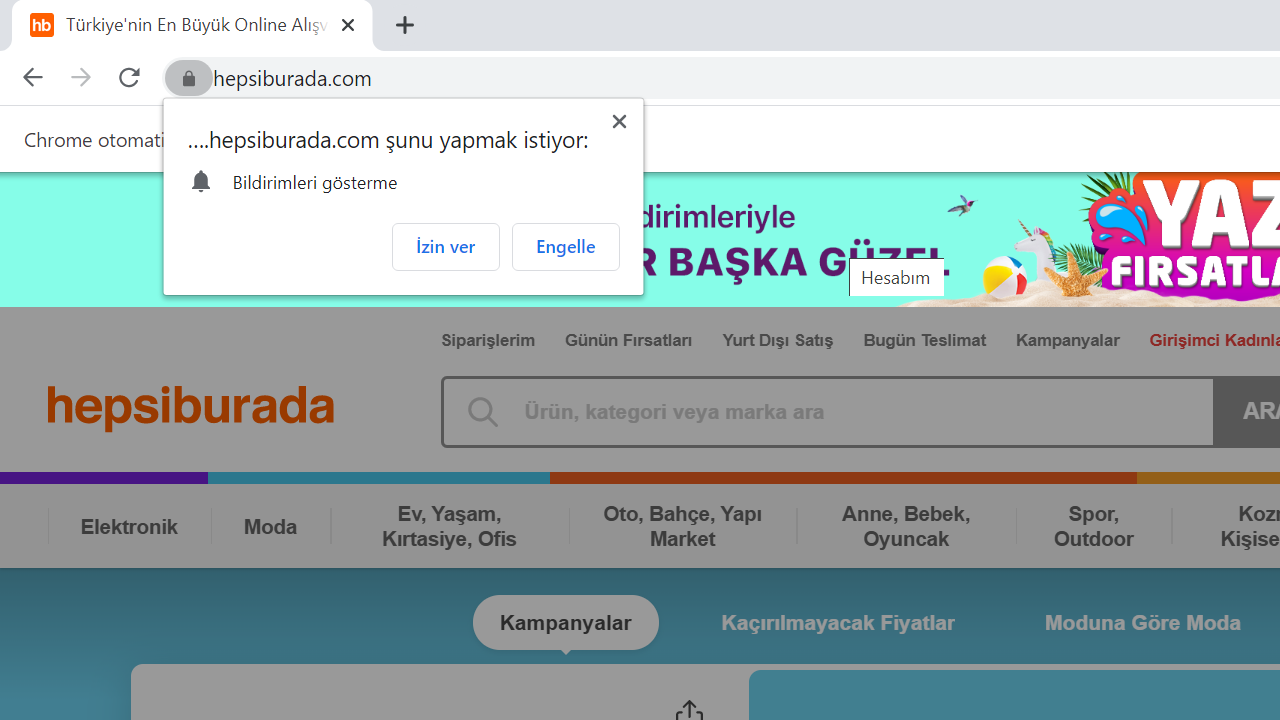 hb Türkiye'nin En Büyük Online Alışv
hepsiburada.com
Chrome otomati
....hepsiburada.com şunu yapmak istiyor:
Bildirimleri gösterme
İzin ver Engelle
dirimleriyle
R BAŞKA GÜZEL
YAZ
FIRSATLA
Hesabım
Siparişlerim Günün Fırsatları Yurt Dışı Satış Bugün Teslimat Kampanyalar Girişimci Kadınla
hepsiburada
Ürün, kategori veya marka ara ARA
Elektronik Moda Ev, Yaşam, Kırtasiye, Ofis Oto, Bahçe, Yapı Market Anne, Bebek, Oyuncak Spor, Outdoor Kozm Kişise
Kampanyalar Kaçırılmayacak Fiyatlar Moduna Göre Moda